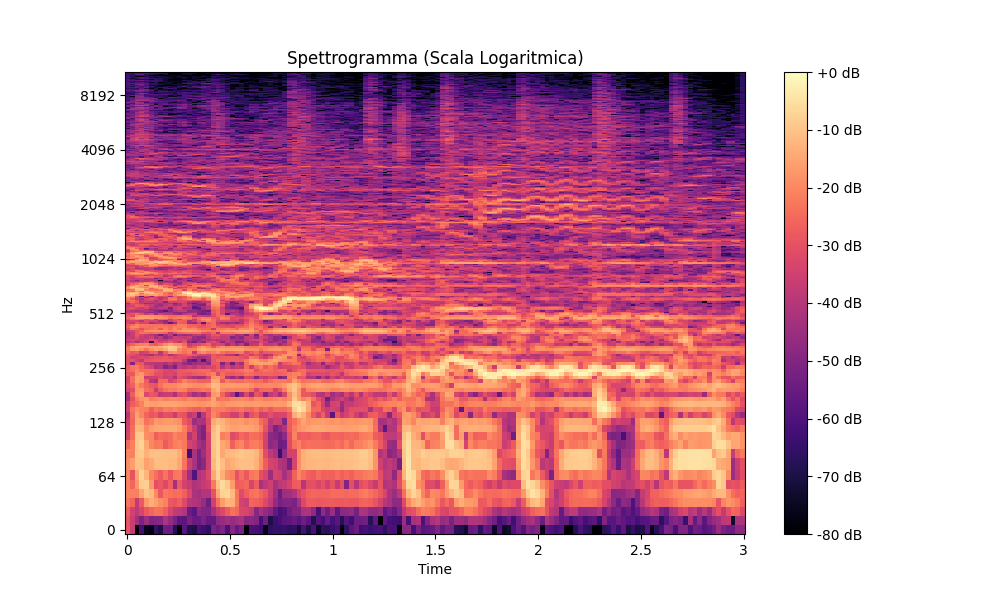 Spettrogramma (Scala Logaritmica)
Hz
8192
4096
2048
1024
512
256
128
64
0
0 0.5 1 1.5 2 2.5 3
Time
+0 dB
-10 dB
-20 dB
-30 dB
-40 dB
-50 dB
-60 dB
-70 dB
-80 dB